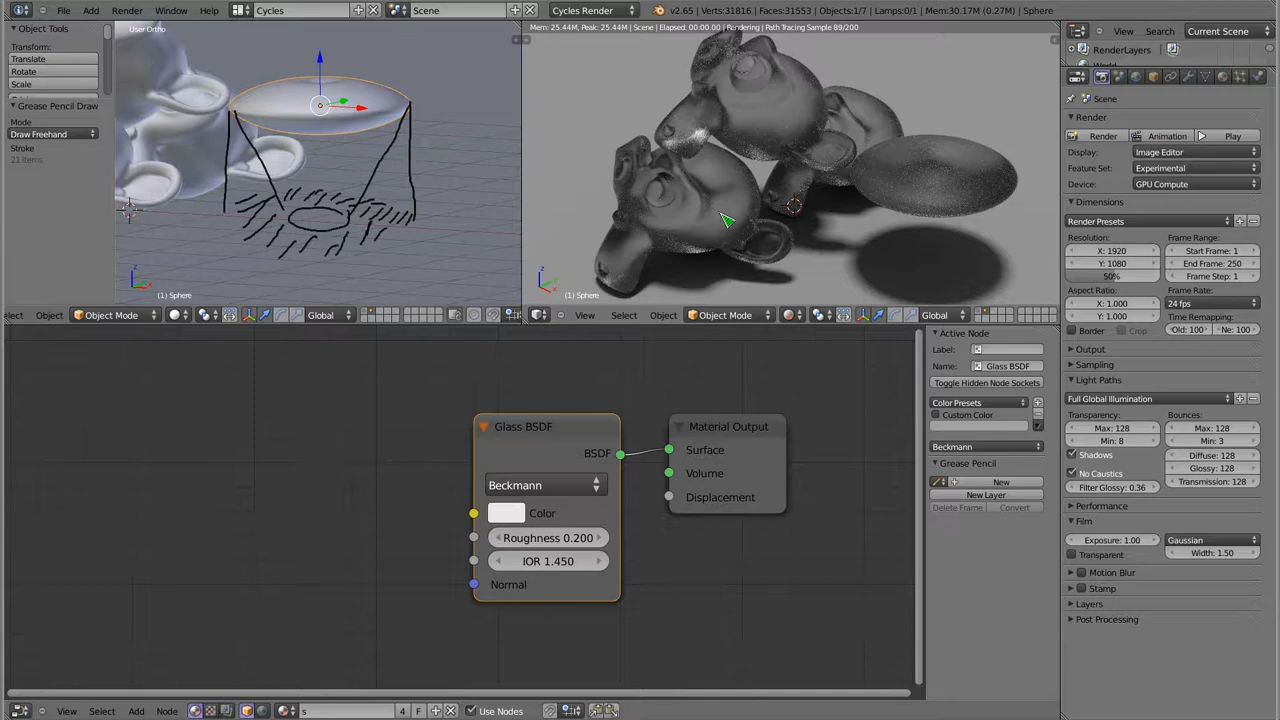 File Add Render Window Help Cycles Scene Cycles Render v2.65 | Verts:31816 | Faces:31553 | Objects:1/7 | Lamps:0/1 | Mem:30.17M (0.27M) | Sphere
Object Tools
Transform:
Translate
Rotate
Scale
Grease Pencil Draw
Mode
Draw Freehand
Stroke
21 items
User Ortho
z
(1) Sphere
Mem: 25.44M, Peak: 25.44M | Scene | Elapsed: 00:00.00 | Rendering | Path Tracing Sample 89/200
z
(1) Sphere
elect Object Object Mode Global
View Select Object Object Mode Global
Glass BSDF
BSDF
Beckmann
Color
Roughness 0.200
IOR 1.450
Normal
Material Output
Surface
Volume
Displacement
Active Node
Label:
Name: Glass BSDF
Toggle Hidden Node Sockets
Color Presets
Custom Color
Beckmann
Grease Pencil
New
New Layer
Delete Frame Convert
View Select Add Node s 4 F Use Nodes
View Search Current Scene
RenderLayers
Scene
Render
Render Animation Play
Display: Image Editor
Feature Set: Experimental
Device: GPU Compute
Dimensions
Render Presets
Resolution: Frame Range:
X: 1920 Start Frame: 1
Y: 1080 End Frame: 250
50% Frame Step: 1
Aspect Ratio: Frame Rate:
X: 1.000 24 fps
Y: 1.000 Time Remapping:
Border Crop Old: 100 Ne: 100
Output
Sampling
Light Paths
Full Global Illumination
Transparency: Bounces:
Max: 128 Max: 128
Min: 8 Min: 3
Shadows Diffuse: 128
No Caustics Glossy: 128
Filter Glossy: 0.36 Transmission: 128
Performance
Film
Exposure: 1.00 Gaussian
Transparent Width: 1.50
Motion Blur
Stamp
Layers
Post Processing